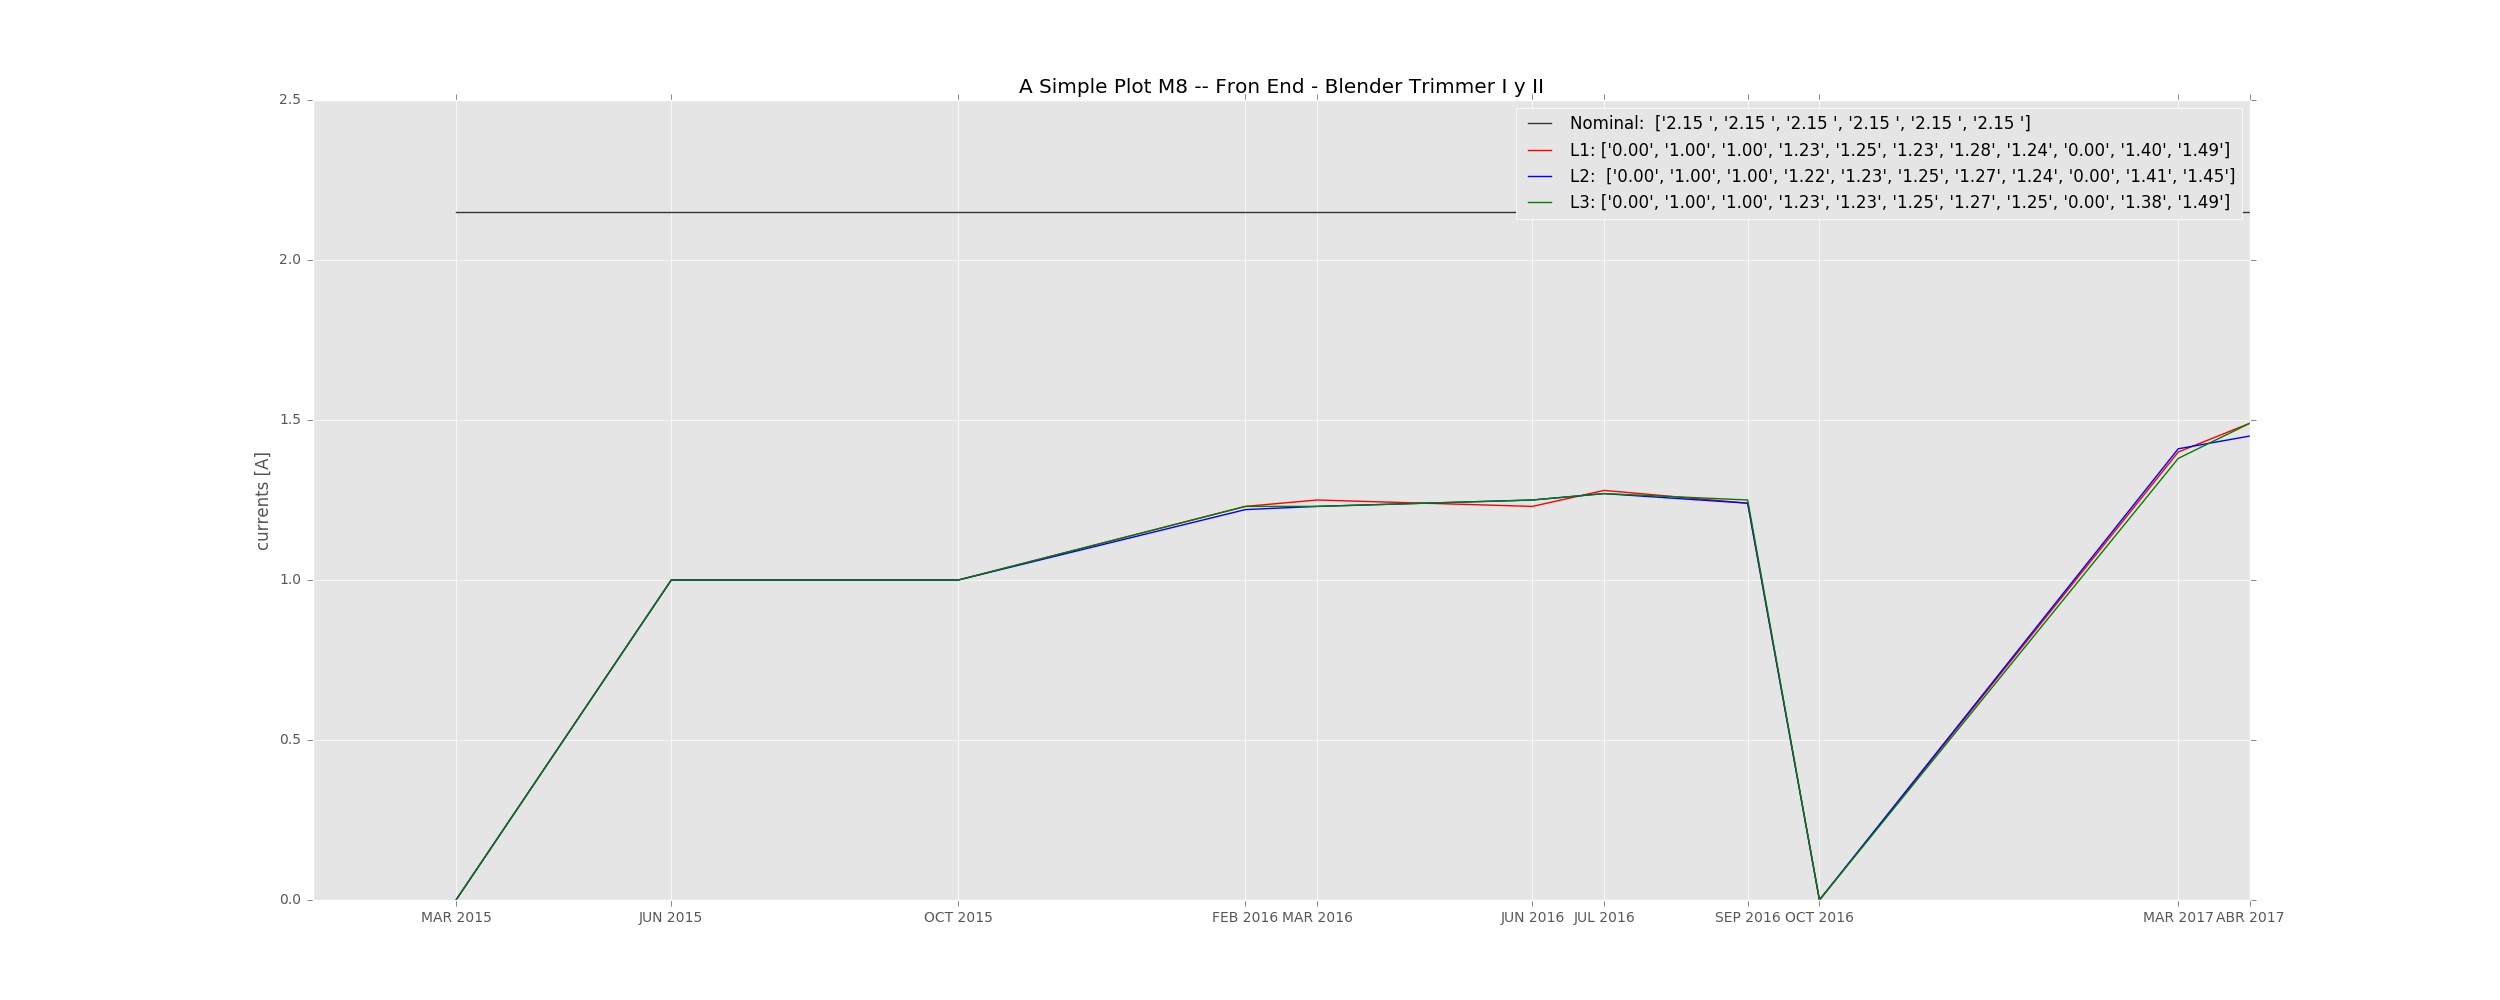 A Simple Plot M8 -- Fron End - Blender Trimmer I y II
Nominal:  ['2.15 ', '2.15 ', '2.15 ', '2.15 ', '2.15 ', '2.15 ']
L1: ['0.00', '1.00', '1.00', '1.23', '1.25', '1.23', '1.28', '1.24', '0.00', '1.40', '1.49']
L2:  ['0.00', '1.00', '1.00', '1.22', '1.23', '1.25', '1.27', '1.24', '0.00', '1.41', '1.45']
L3: ['0.00', '1.00', '1.00', '1.23', '1.23', '1.25', '1.27', '1.25', '0.00', '1.38', '1.49']
2.5
2.0
1.5
1.0
0.5
0.0
currents [A]
MAR 2015 JUN 2015 OCT 2015 FEB 2016 MAR 2016 JUN 2016 JUL 2016 SEP 2016 OCT 2016 MAR 2017 ABR 2017